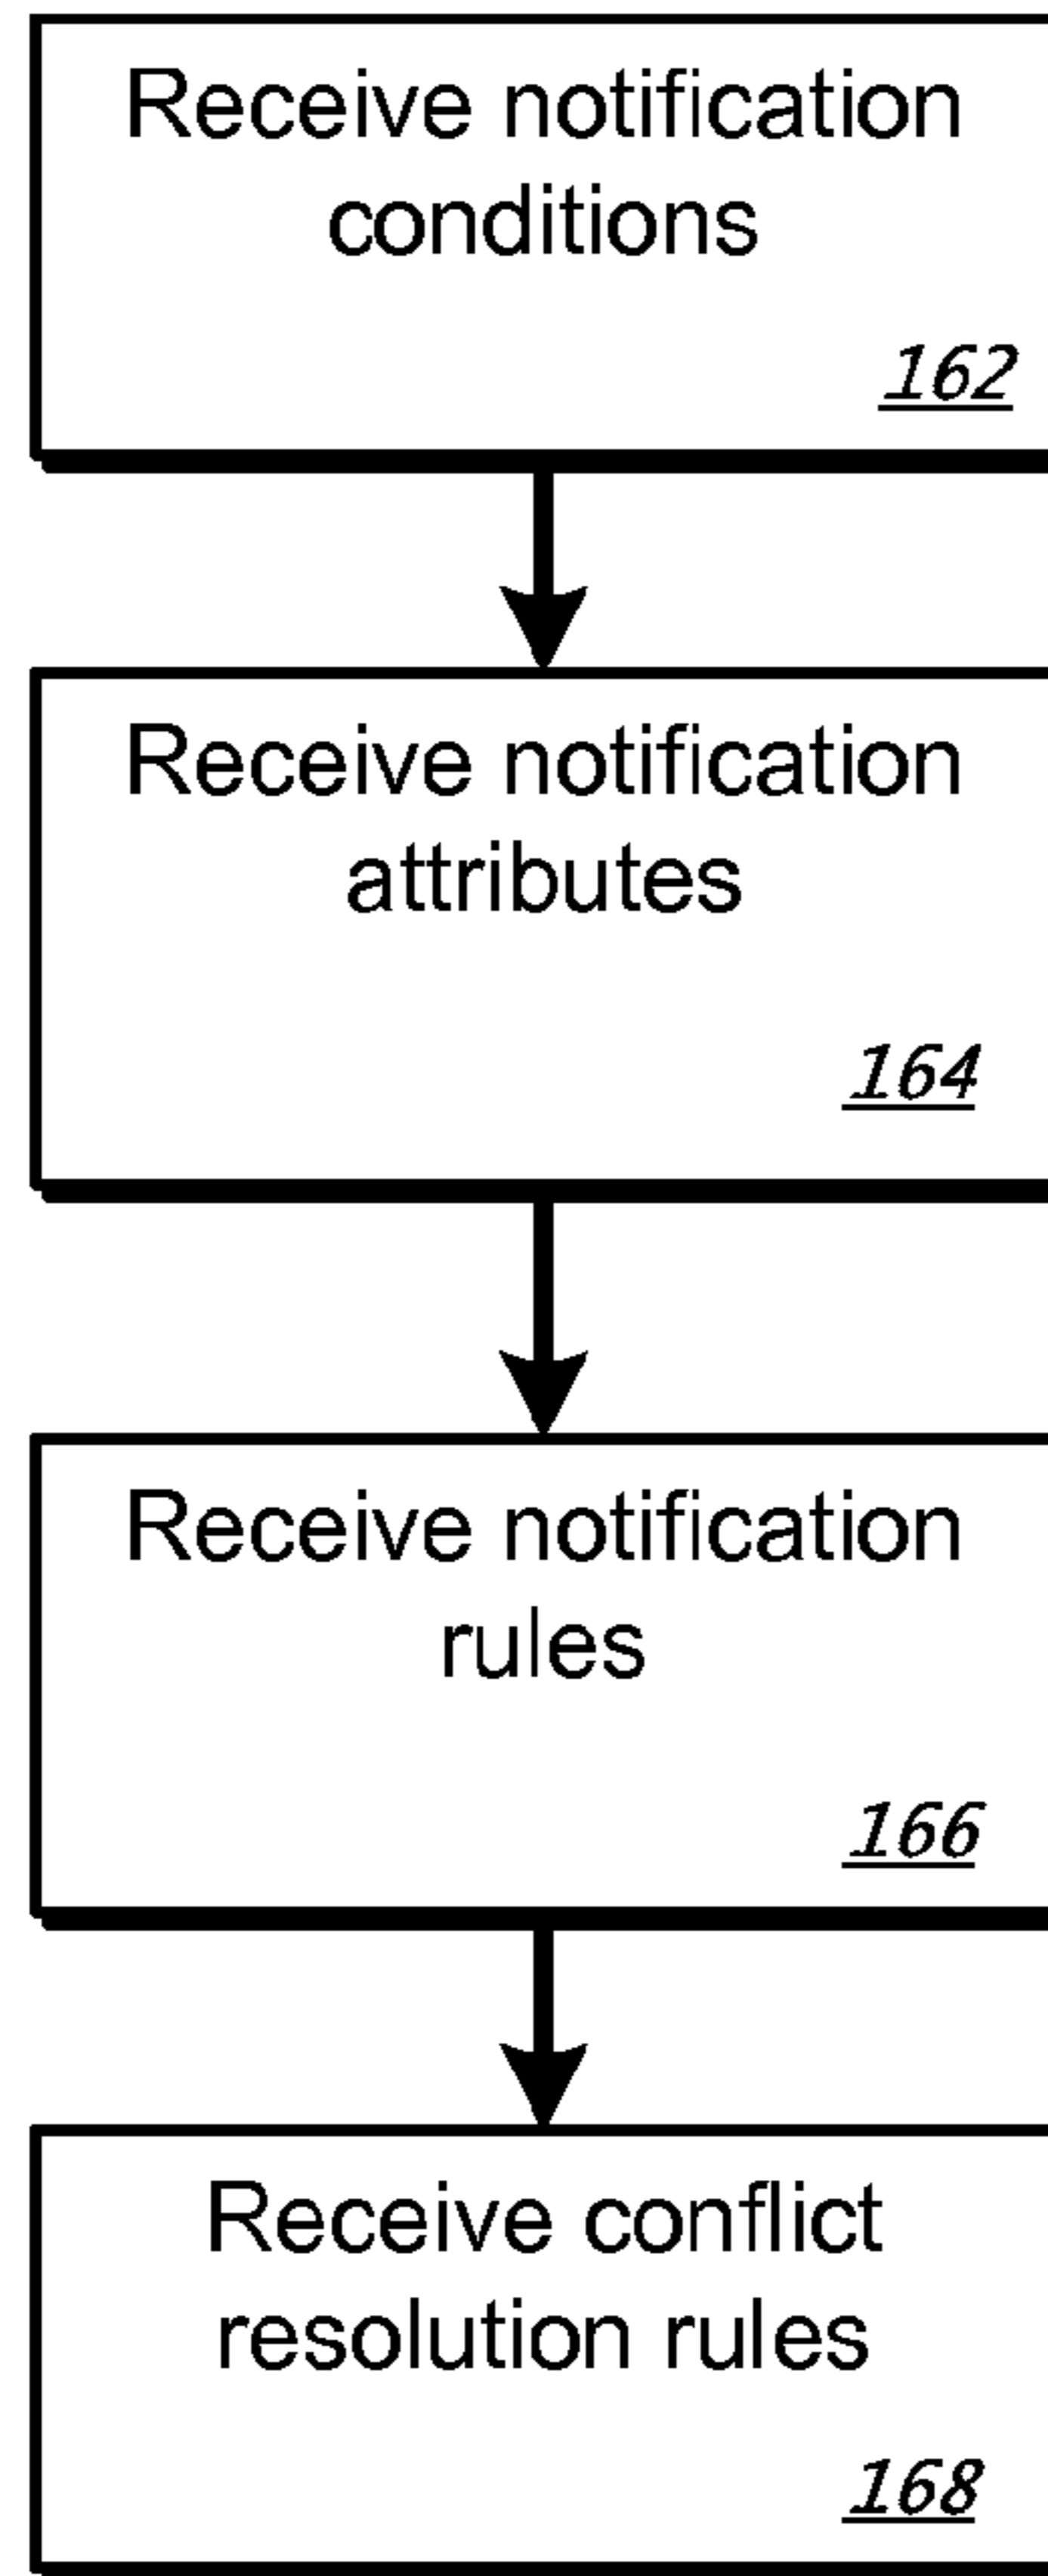 Receive notification
conditions
162
Receive notification
attributes
164
Receive notification
rules
166
Receive conflict
resolution rules
168